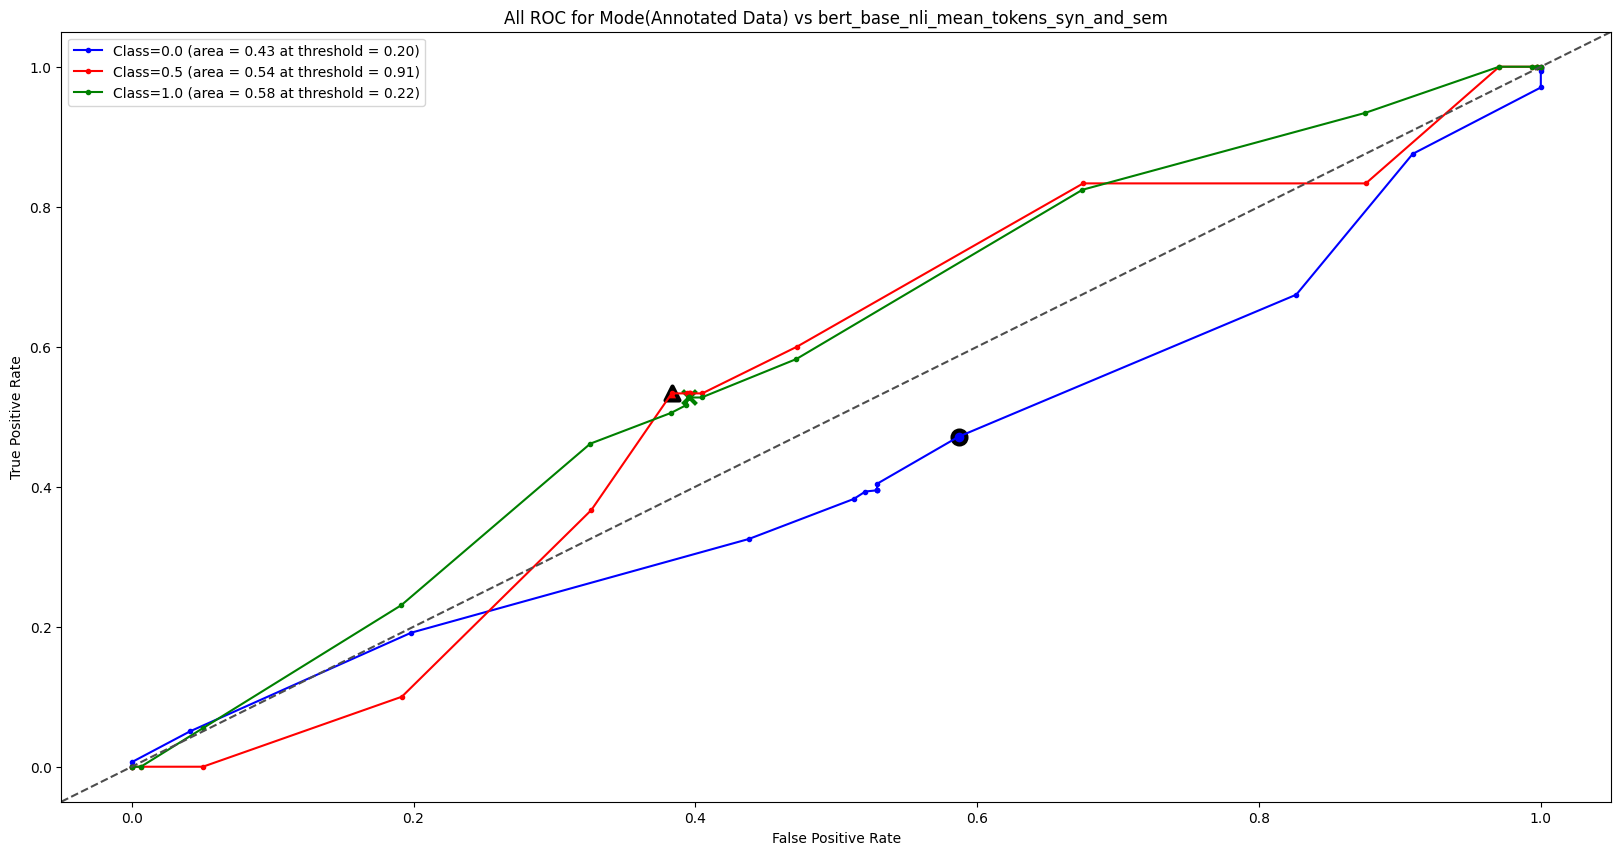 All ROC for Mode(Annotated Data) vs bert_base_nli_mean_tokens_syn_and_sem
Class=0.0 (area = 0.43 at threshold = 0.20)
Class=0.5 (area = 0.54 at threshold = 0.91)
Class=1.0 (area = 0.58 at threshold = 0.22)
True Positive Rate
1.0
0.8
0.6
0.4
0.2
0.0
0.0 0.2 0.4 0.6 0.8 1.0
False Positive Rate